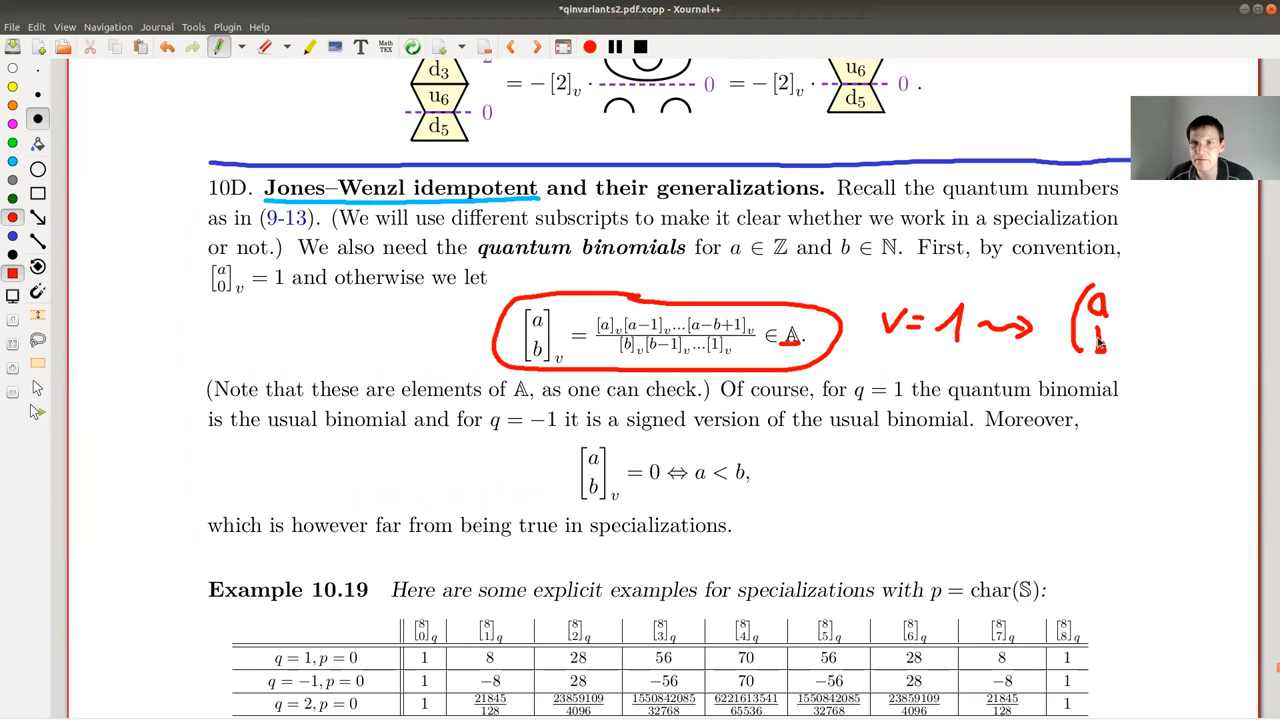 *qinvariants2.pdf.xopp - Xournal++
File Edit View Navigation Journal Tools Plugin Help
d₃ 2
u₆ = −[2]ᵥ · 0 = −[2]ᵥ · u₆ 0 .
0 d₅
d₅
10D. Jones–Wenzl idempotent and their generalizations. Recall the quantum numbers
as in (9-13). (We will use different subscripts to make it clear whether we work in a specialization
or not.) We also need the quantum binomials for a ∈ ℤ and b ∈ ℕ. First, by convention,
[a 0]ᵥ = 1 and otherwise we let
[a b]ᵥ = [a]ᵥ[a−1]ᵥ...[a−b+1]ᵥ / [b]ᵥ[b−1]ᵥ...[1]ᵥ ∈ 𝔸. v=1 ⇝ (a
(Note that these are elements of 𝔸, as one can check.) Of course, for q = 1 the quantum binomial
is the usual binomial and for q = −1 it is a signed version of the usual binomial. Moreover,
[a b]ᵥ = 0 ⇔ a < b,
which is however far from being true in specializations.
Example 10.19 Here are some explicit examples for specializations with p = char(𝕊):
[8 0]q [8 1]q [8 2]q [8 3]q [8 4]q [8 5]q [8 6]q [8 7]q [8 8]q
q = 1, p = 0 1 8 28 56 70 56 28 8 1
q = −1, p = 0 1 −8 28 −56 70 −56 28 −8 1
q = 2, p = 0 1 21845/128 23859109/4096 1550842085/32768 6221613541/65536 1550842085/32768 23859109/4096 21845/128 1